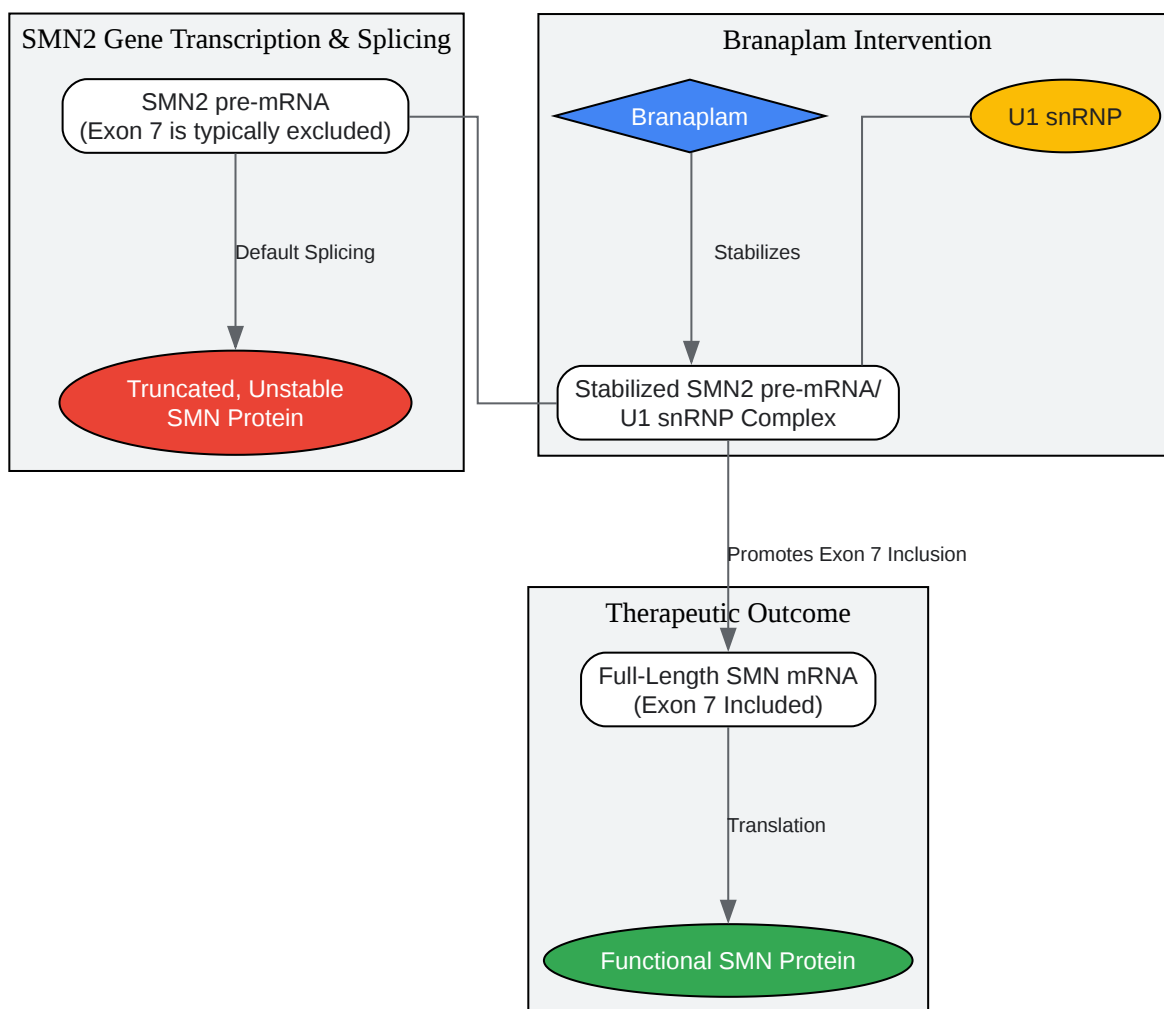 SMN2 Gene Transcription & Splicing
SMN2 pre-mRNA
(Exon 7 is typically excluded)
Default Splicing
Truncated, Unstable
SMN Protein
Branaplam Intervention
Branaplam
U1 snRNP
Stabilizes
Stabilized SMN2 pre-mRNA/
U1 snRNP Complex
Promotes Exon 7 Inclusion
Therapeutic Outcome
Full-Length SMN mRNA
(Exon 7 Included)
Translation
Functional SMN Protein